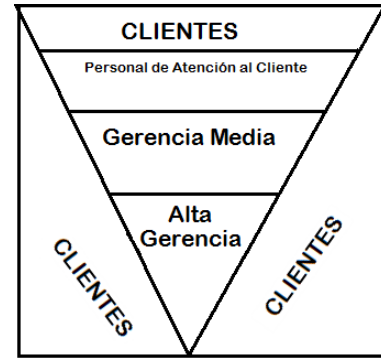 CLIENTES
Personal de Atención al Cliente
Gerencia Media
Alta
Gerencia
CLIENTES
CLIENTES